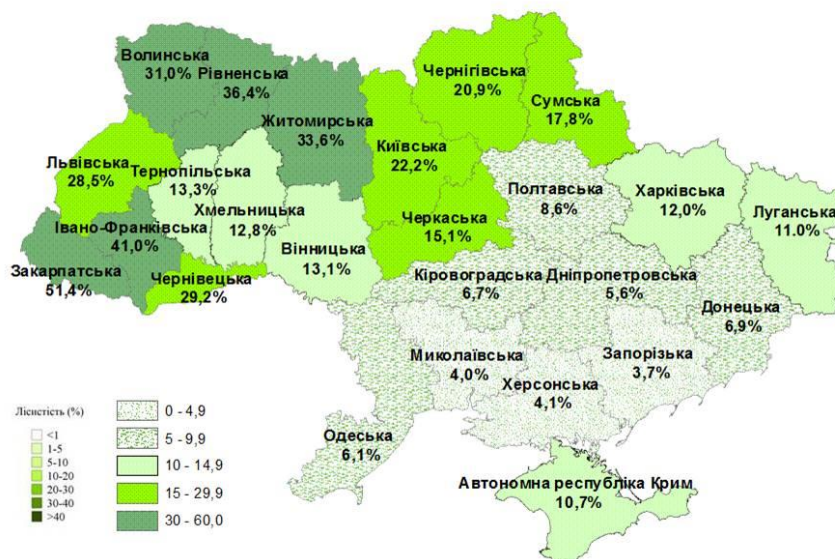 Волинська
31,0%
Рівненська
36,4%
Житомирська
33,6%
Чернігівська
20,9%
Сумська
17,8%
Київська
22,2%
Львівська
28,5%
Тернопільська
13,3%
Хмельницька
12,8%
Полтавська
8,6%
Харківська
12,0%
Луганська
11.0%
Івано-Франківська
41,0%
Черкаська
15,1%
Вінницька
13,1%
Закарпатська
51,4%
Чернівецька
29,2%
Кіровоградська
6,7%
Дніпропетровська
5,6%
Донецька
6,9%
Миколаївська
4,0%
Запорізька
3,7%
Херсонська
4,1%
Одеська
6,1%
Автономна республіка Крим
10,7%
Лісистість (%)
<1
1-5
5-10
10-20
20-30
30-40
>40
0 - 4,9
5 - 9,9
10 - 14,9
15 - 29,9
30 - 60,0